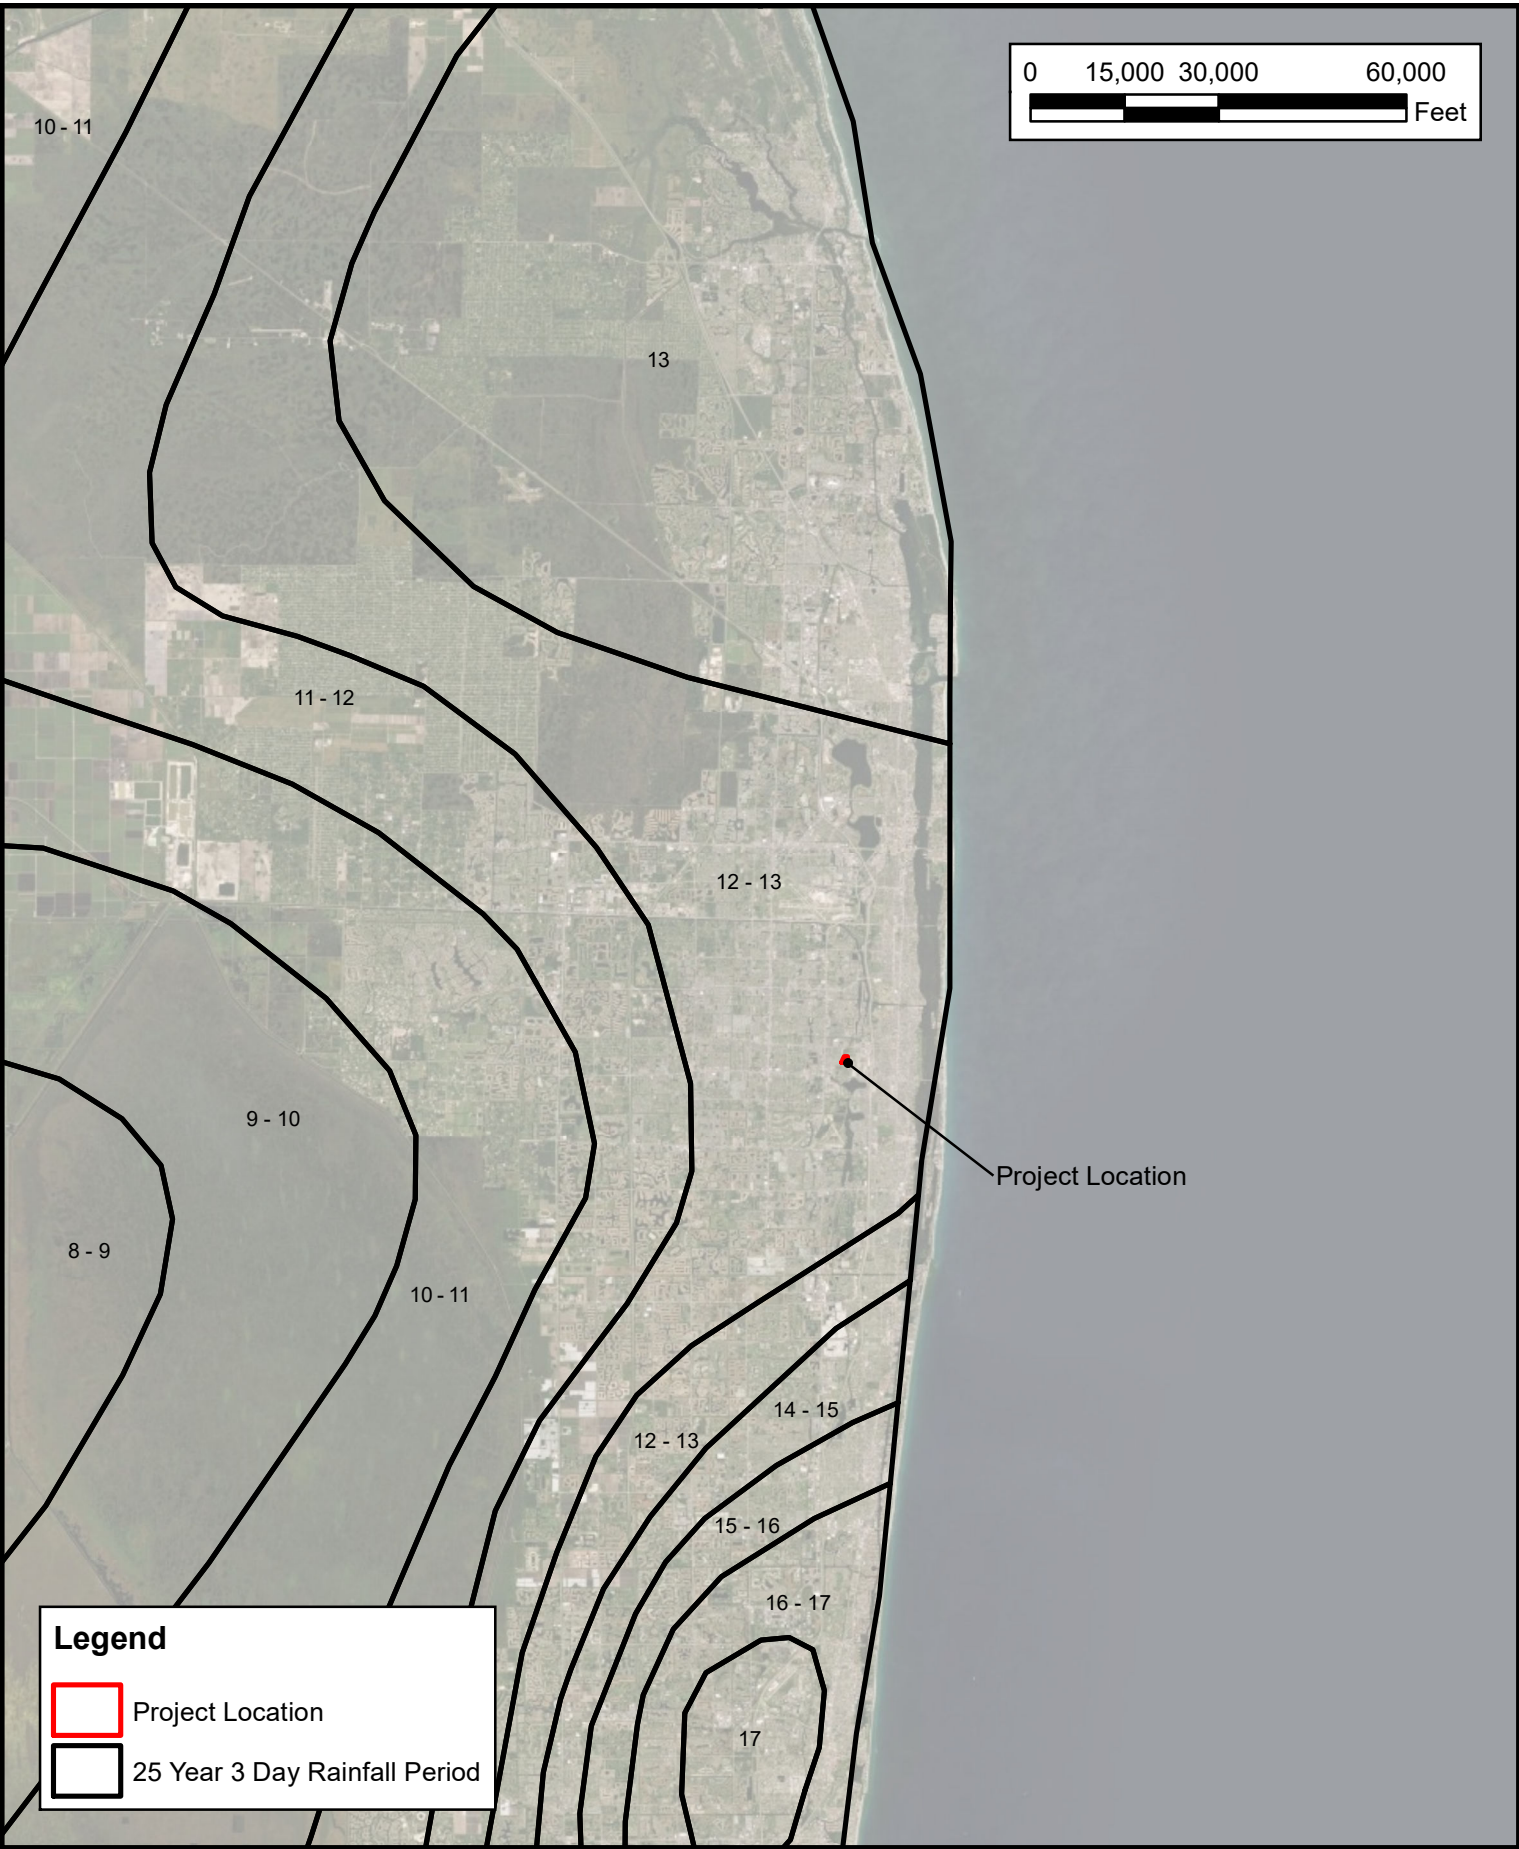 0 15,000 30,000 60,000
Feet
10 - 11
13
11 - 12
12 - 13
9 - 10
Project Location
8 - 9
10 - 11
14 - 15
12 - 13
15 - 16
16 - 17
17
Legend
Project Location
25 Year 3 Day Rainfall Period